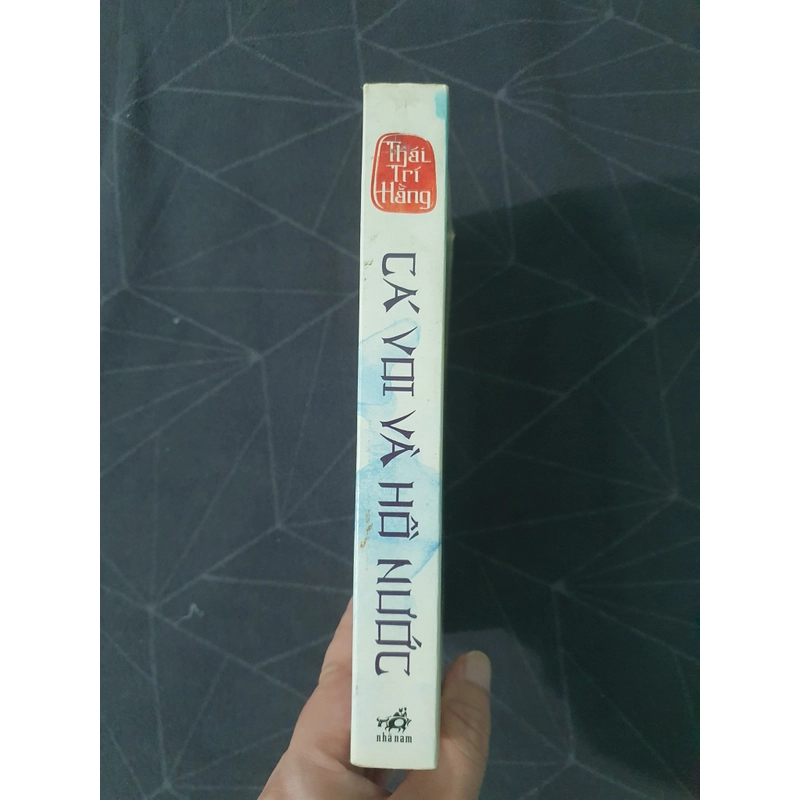 Thái
Trí
Hằng
CÁ VOI VÀ HỒ NƯỚC
nhã nam